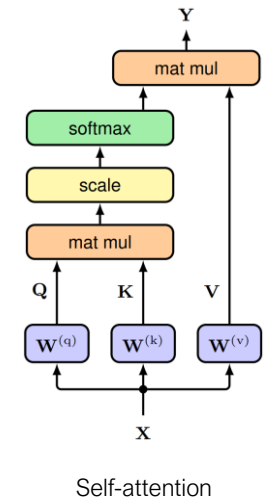 Y
mat mul
softmax
scale
mat mul
Q K V
W^(q) W^(k) W^(v)
X
Self-attention